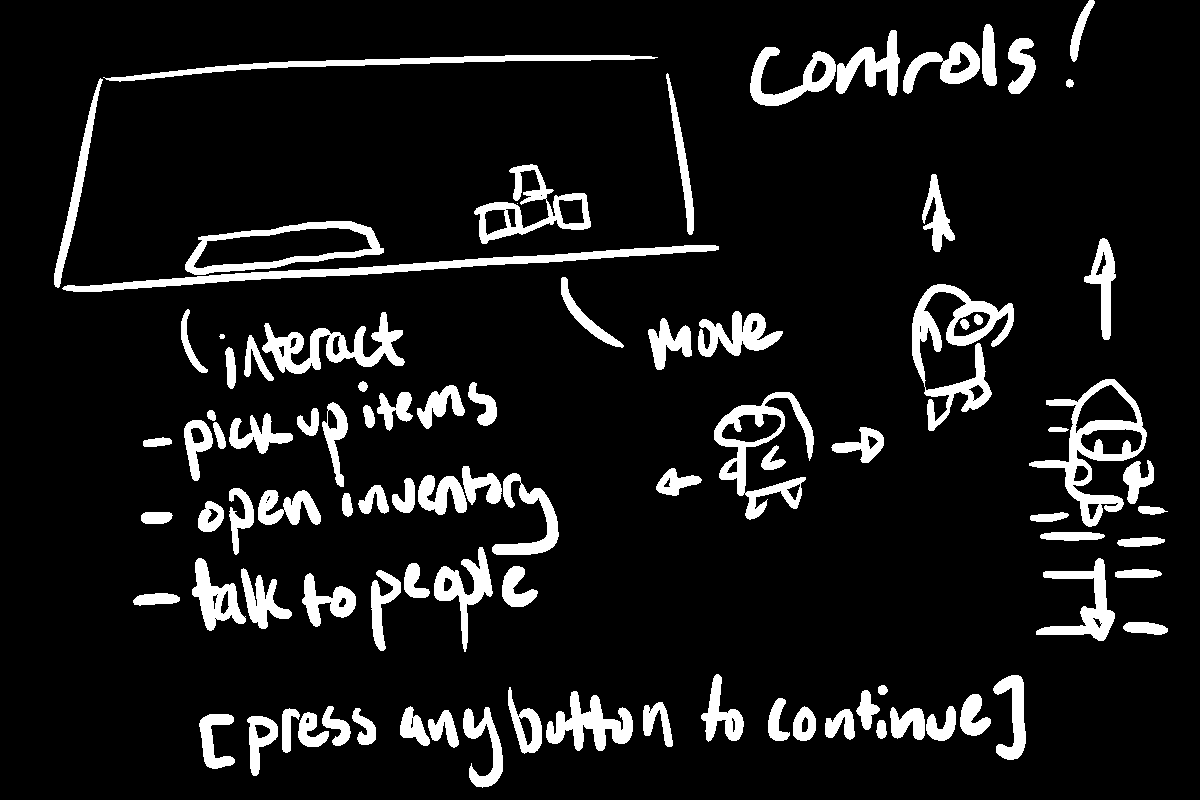 controls!
interact
move
- pick up items
- open inventory
- talk to people
[press any button to continue]